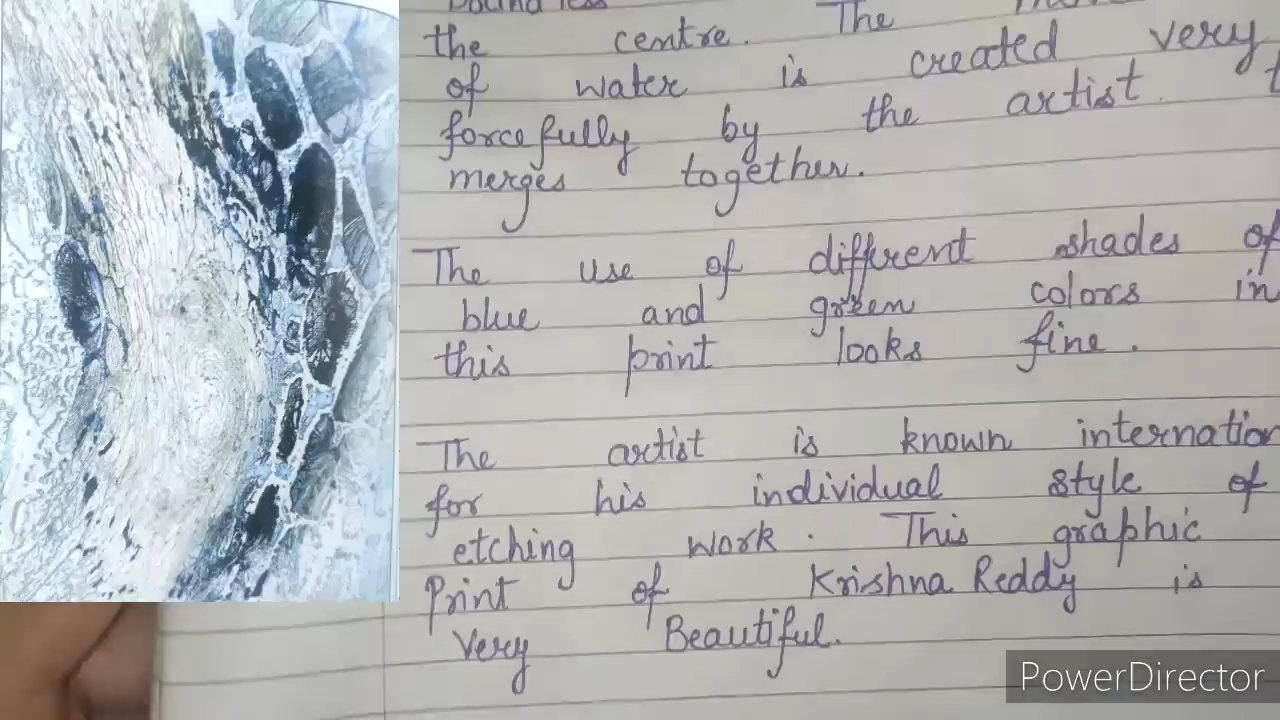 the centre. The
of water is created very
forcefully by the artist.
merges together.
The use of different shades of
blue and green colors in
this print looks fine.
The artist is known internation
for his individual style of
etching work. This graphic
Print of Krishna Reddy is
Very Beautiful.
PowerDirector